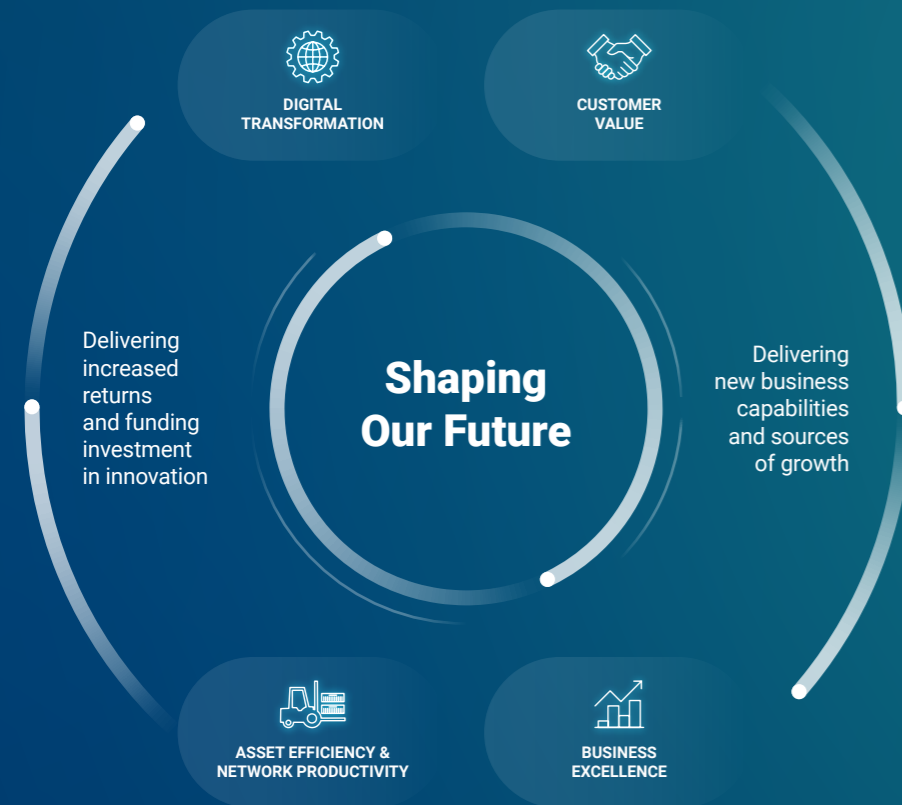 DIGITAL
TRANSFORMATION
CUSTOMER
VALUE
Delivering
increased
returns
and funding
investment
in innovation
Shaping
Our Future
Delivering
new business
capabilities
and sources
of growth
ASSET EFFICIENCY &
NETWORK PRODUCTIVITY
BUSINESS
EXCELLENCE